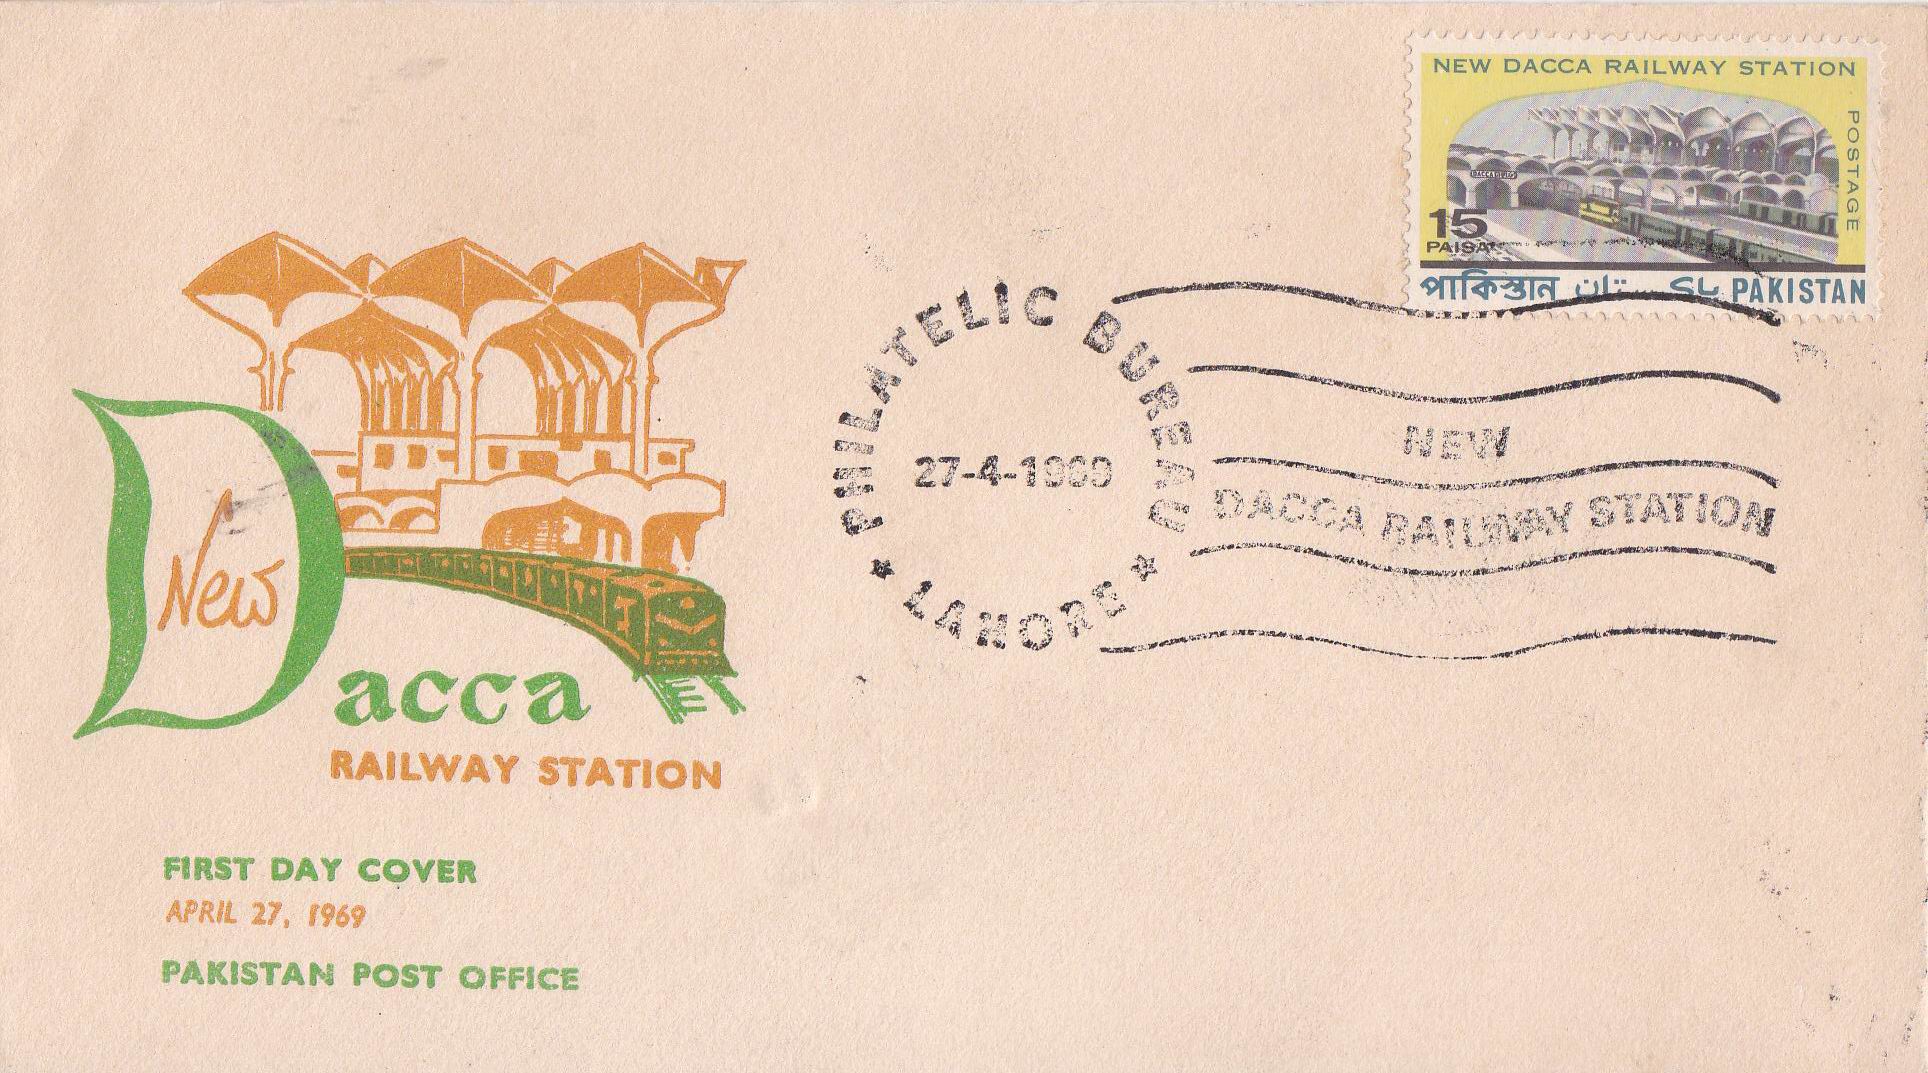 NEW DACCA RAILWAY STATION
POSTAGE
15
PAISA
পাকিস্তান پاکستان PAKISTAN
PHILATELIC BUREAU
27-4-1969
★ LAHORE ★
NEW
DACCA RAILWAY STATION
New
Dacca
RAILWAY STATION
FIRST DAY COVER
APRIL 27, 1969
PAKISTAN POST OFFICE